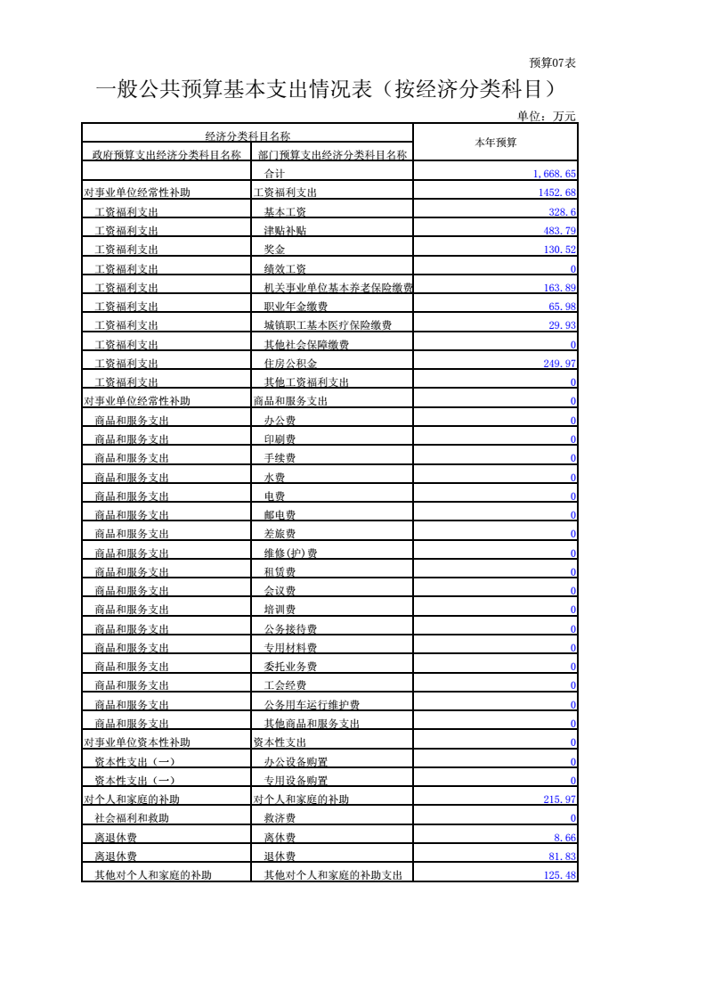 预算07表
一般公共预算基本支出情况表（按经济分类科目）
单位：万元
经济分类科目名称 本年预算
政府预算支出经济分类科目名称 部门预算支出经济分类科目名称
合计 1,668.65
对事业单位经常性补助 工资福利支出 1452.68
工资福利支出 基本工资 328.6
工资福利支出 津贴补贴 483.79
工资福利支出 奖金 130.52
工资福利支出 绩效工资 0
工资福利支出 机关事业单位基本养老保险缴费 163.89
工资福利支出 职业年金缴费 65.98
工资福利支出 城镇职工基本医疗保险缴费 29.93
工资福利支出 其他社会保障缴费 0
工资福利支出 住房公积金 249.97
工资福利支出 其他工资福利支出 0
对事业单位经常性补助 商品和服务支出 0
商品和服务支出 办公费 0
商品和服务支出 印刷费 0
商品和服务支出 手续费 0
商品和服务支出 水费 0
商品和服务支出 电费 0
商品和服务支出 邮电费 0
商品和服务支出 差旅费 0
商品和服务支出 维修(护)费 0
商品和服务支出 租赁费 0
商品和服务支出 会议费 0
商品和服务支出 培训费 0
商品和服务支出 公务接待费 0
商品和服务支出 专用材料费 0
商品和服务支出 委托业务费 0
商品和服务支出 工会经费 0
商品和服务支出 公务用车运行维护费 0
商品和服务支出 其他商品和服务支出 0
对事业单位资本性补助 资本性支出 0
资本性支出（一） 办公设备购置 0
资本性支出（一） 专用设备购置 0
对个人和家庭的补助 对个人和家庭的补助 215.97
社会福利和救助 救济费 0
离退休费 离休费 8.66
离退休费 退休费 81.83
其他对个人和家庭的补助 其他对个人和家庭的补助支出 125.48